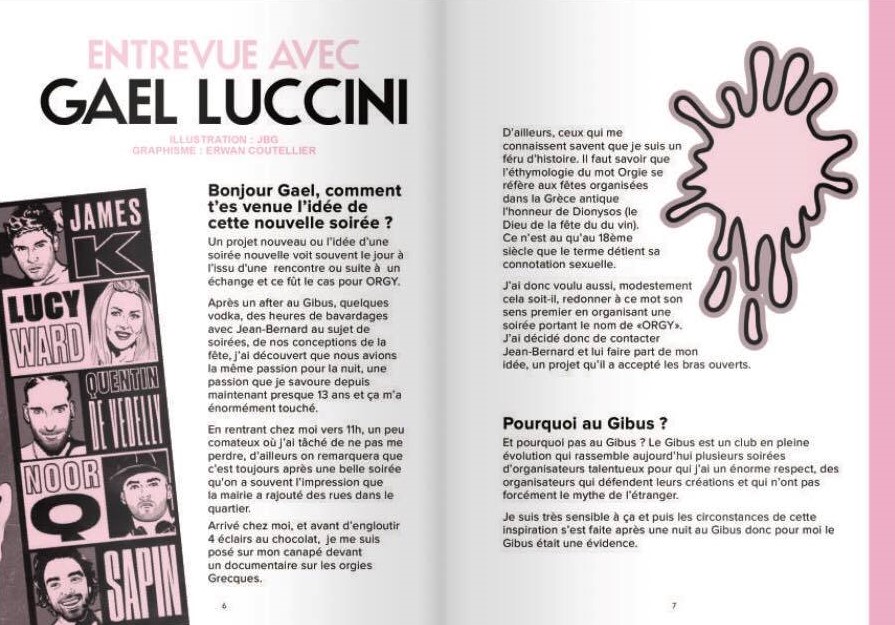 ENTREVUE AVEC
GAEL LUCCINI
ILLUSTRATION : JBG
GRAPHISME : ERWAN COUTELLIER
JAMES
K
LUCY
WARD
QUENTIN
DE VEDELLY
NOOR
Q
SAPIN
Bonjour Gael, comment
t'es venue l'idée de
cette nouvelle soirée ?
Un projet nouveau ou l'idée d'une
soirée nouvelle voit souvent le jour à
l'issu d'une rencontre ou suite à un
échange et ce fût le cas pour ORGY.
Après un after au Gibus, quelques
vodka, des heures de bavardages
avec Jean-Bernard au sujet de
soirées, de nos conceptions de la
fête, j'ai découvert que nous avions
la même passion pour la nuit, une
passion que je savoure depuis
maintenant presque 13 ans et ça m'a
énormément touché.
En rentrant chez moi vers 11h, un peu
comateux où j'ai tâché de ne pas me
perdre, d'ailleurs on remarquera que
c'est toujours après une belle soirée
qu'on a souvent l'impression que
la mairie a rajouté des rues dans le
quartier.
Arrivé chez moi, et avant d'engloutir
4 éclairs au chocolat, je me suis
posé sur mon canapé devant
un documentaire sur les orgies
Grecques.
6
D'ailleurs, ceux qui me
connaissent savent que je suis un
féru d'histoire. Il faut savoir que
l'éthymologie du mot Orgie se
réfère aux fêtes organisées
dans la Grèce antique
l'honneur de Dionysos (le
Dieu de la fête du du vin).
Ce n'est au qu'au 18ème
siècle que le terme détient sa
connotation sexuelle.
J'ai donc voulu aussi, modestement
cela soit-il, redonner à ce mot son
sens premier en organisant une
soirée portant le nom de «ORGY».
J'ai décidé donc de contacter
Jean-Bernard et lui faire part de mon
idée, un projet qu'il a accepté les bras ouverts.
Pourquoi au Gibus ?
Et pourquoi pas au Gibus ? Le Gibus est un club en pleine
évolution qui rassemble aujourd'hui plusieurs soirées
d'organisateurs talentueux pour qui j'ai un énorme respect, des
organisateurs qui défendent leurs créations et qui n'ont pas
forcément le mythe de l'étranger.
Je suis très sensible à ça et puis les circonstances de cette
inspiration s'est faite après une nuit au Gibus donc pour moi le
Gibus était une évidence.
7